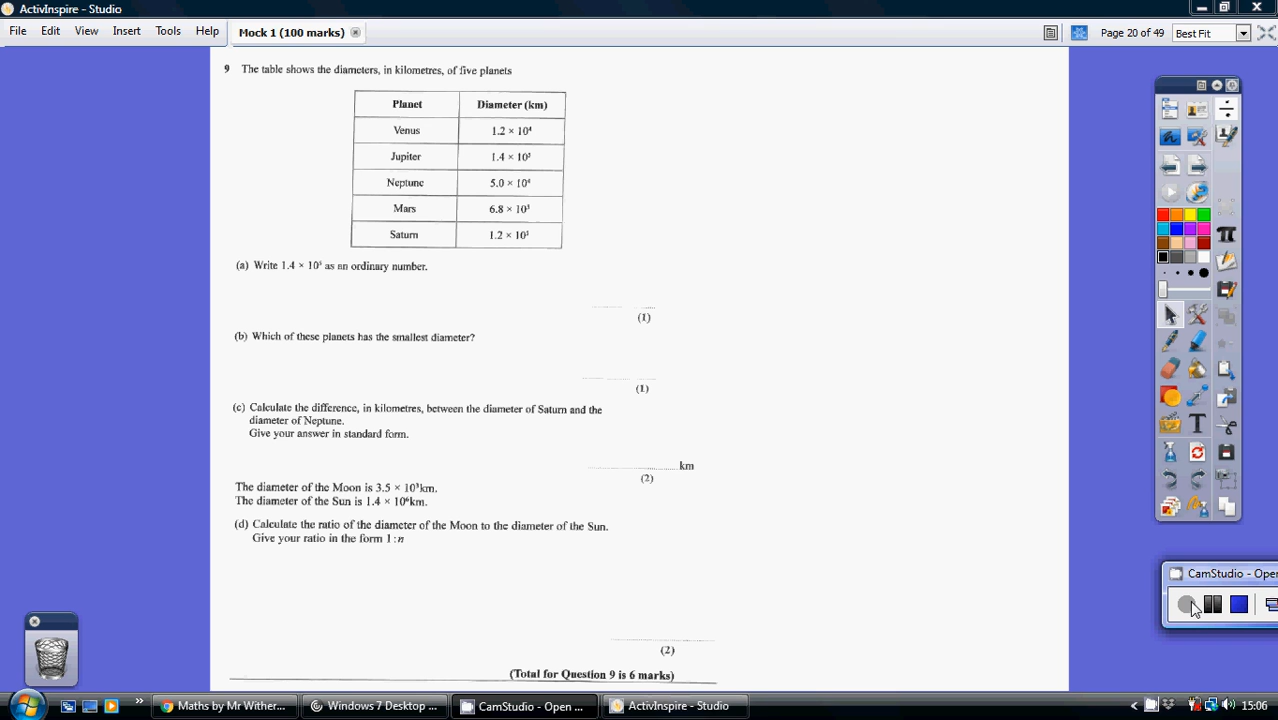 ActivInspire - Studio
File Edit View Insert Tools Help Mock 1 (100 marks) Page 20 of 49 Best Fit
9 The table shows the diameters, in kilometres, of five planets
Planet Diameter (km)
Venus 1.2 × 10⁴
Jupiter 1.4 × 10⁵
Neptune 5.0 × 10⁴
Mars 6.8 × 10³
Saturn 1.2 × 10⁵
(a) Write 1.4 × 10⁵ as an ordinary number.
(1)
(b) Which of these planets has the smallest diameter?
(1)
(c) Calculate the difference, in kilometres, between the diameter of Saturn and the
diameter of Neptune.
Give your answer in standard form.
km
(2)
The diameter of the Moon is 3.5 × 10³km.
The diameter of the Sun is 1.4 × 10⁶km.
(d) Calculate the ratio of the diameter of the Moon to the diameter of the Sun.
Give your ratio in the form 1 : n
(2)
(Total for Question 9 is 6 marks)
CamStudio - Open
Maths by Mr Wither... Windows 7 Desktop ... CamStudio - Open ... ActivInspire - Studio 15:06